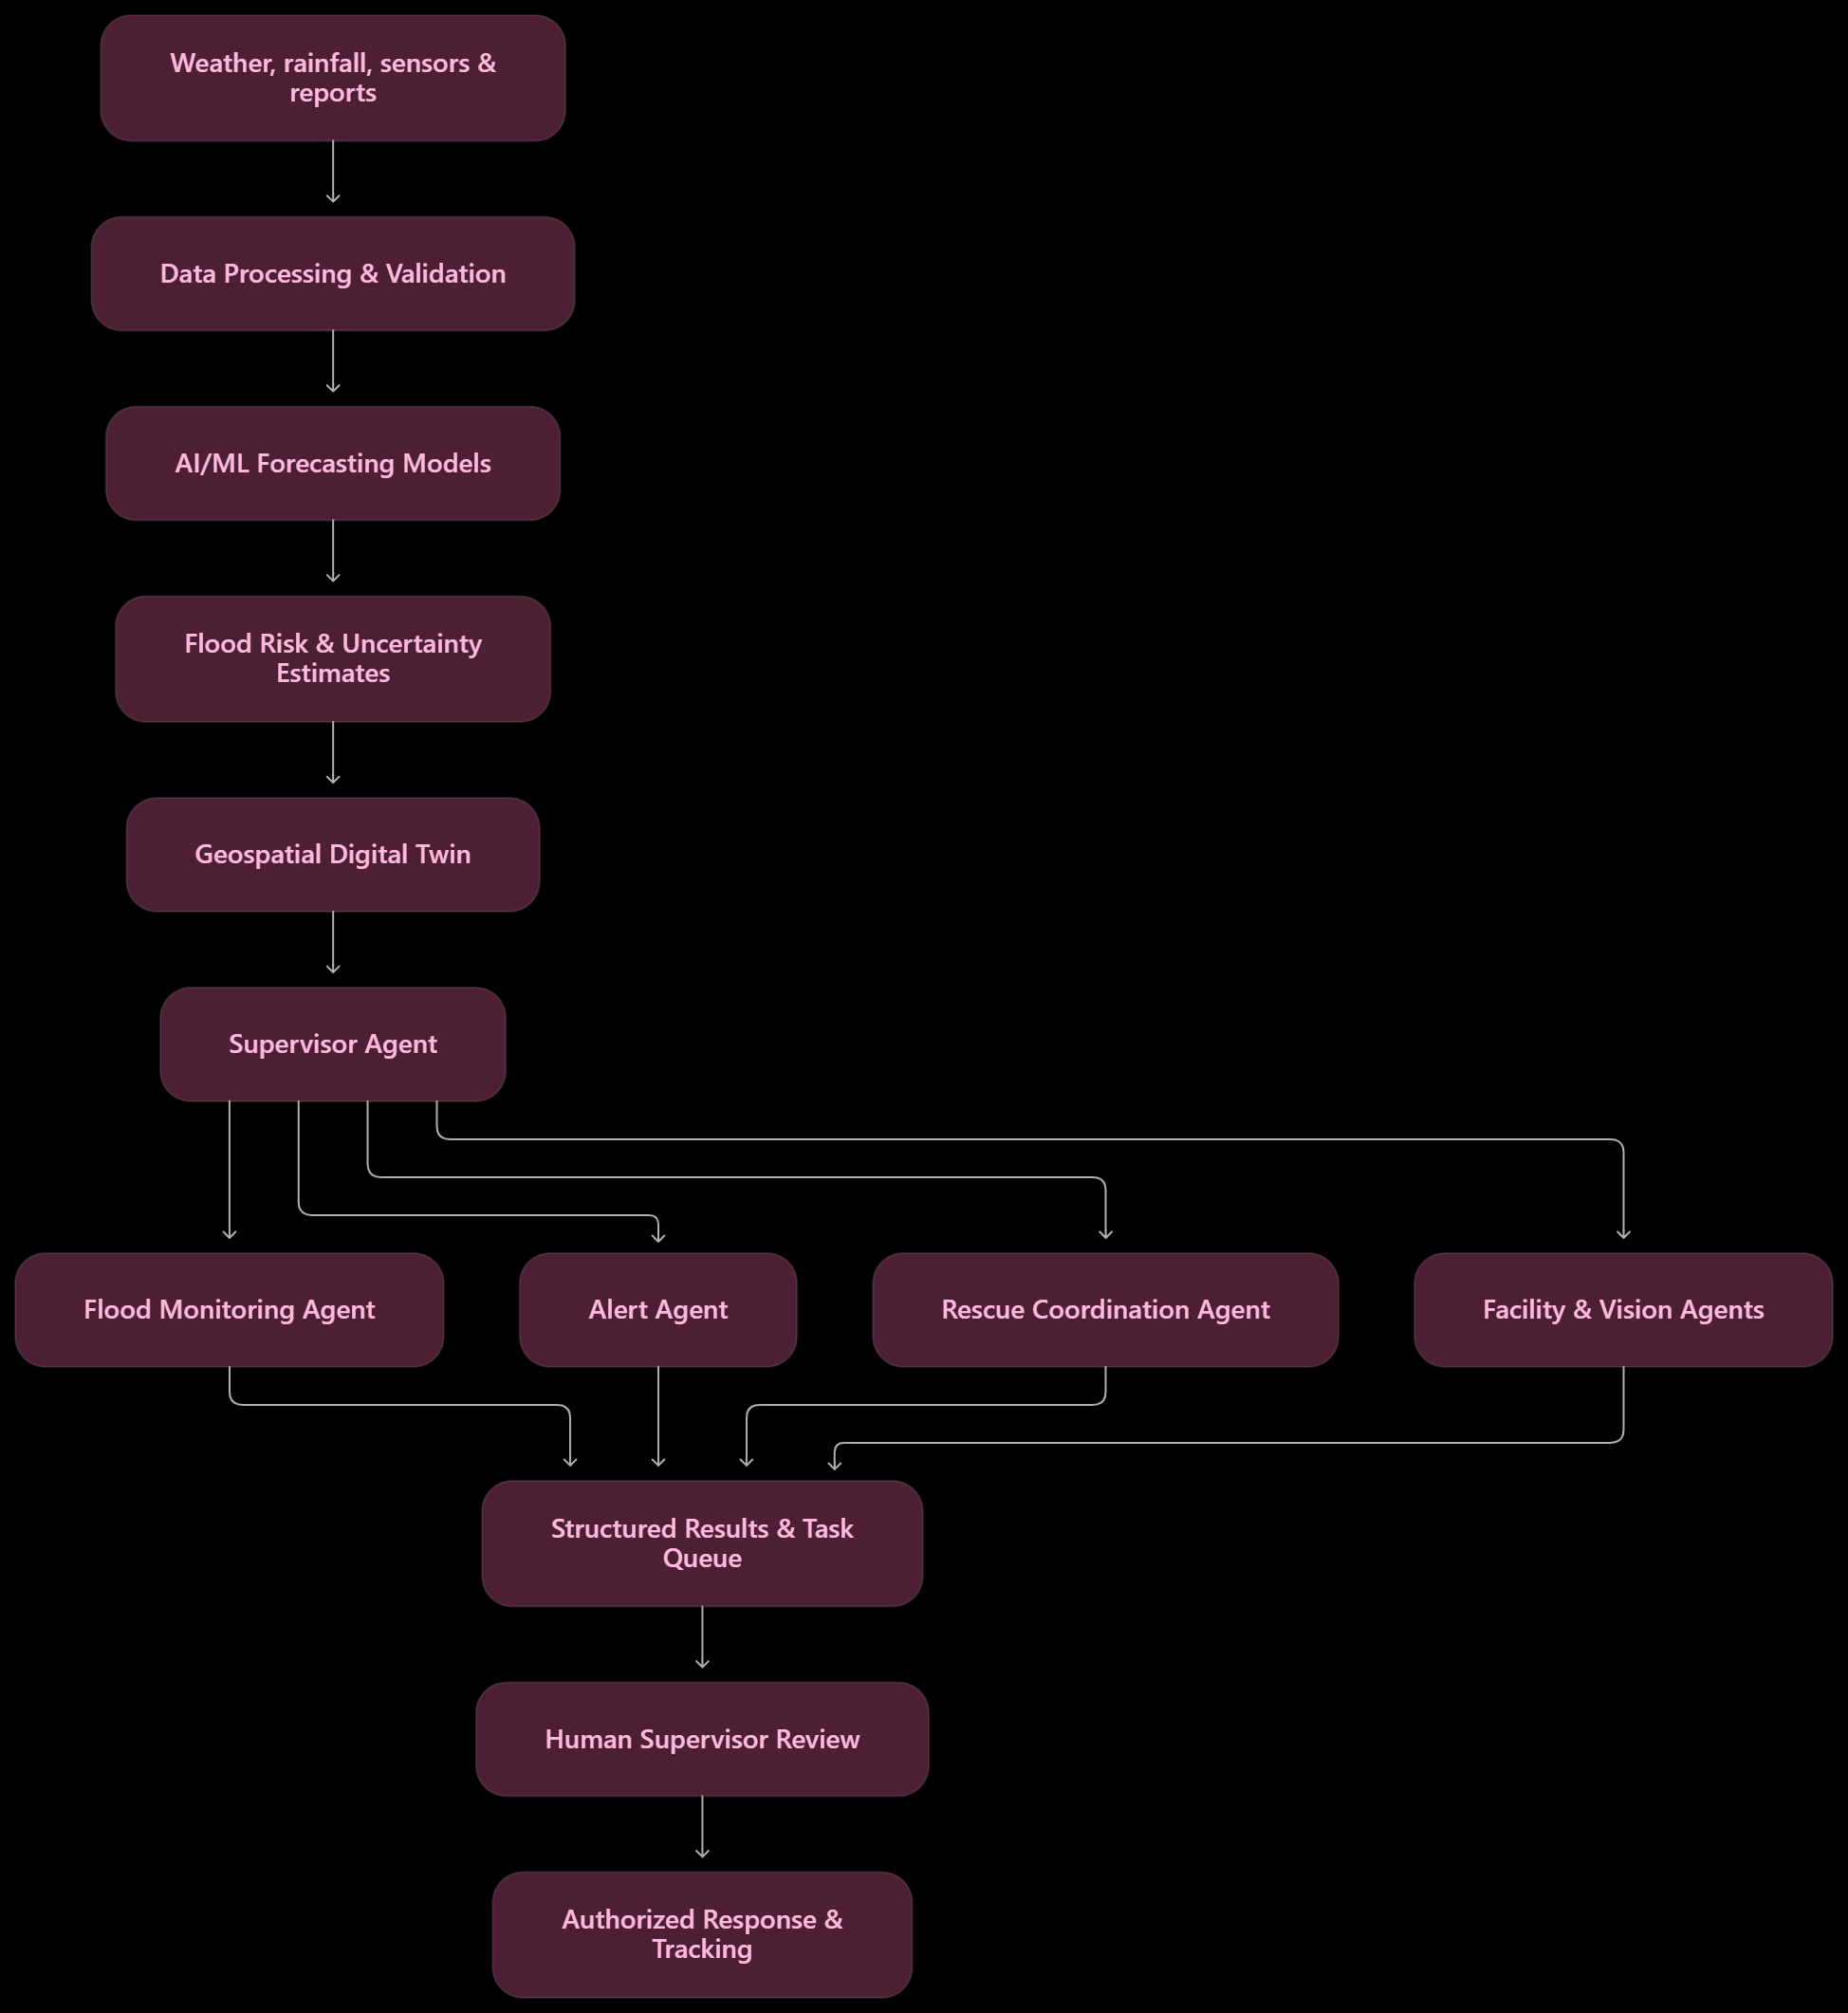 Weather, rainfall, sensors &
reports
Data Processing & Validation
AI/ML Forecasting Models
Flood Risk & Uncertainty
Estimates
Geospatial Digital Twin
Supervisor Agent
Flood Monitoring Agent
Alert Agent
Rescue Coordination Agent
Facility & Vision Agents
Structured Results & Task
Queue
Human Supervisor Review
Authorized Response &
Tracking